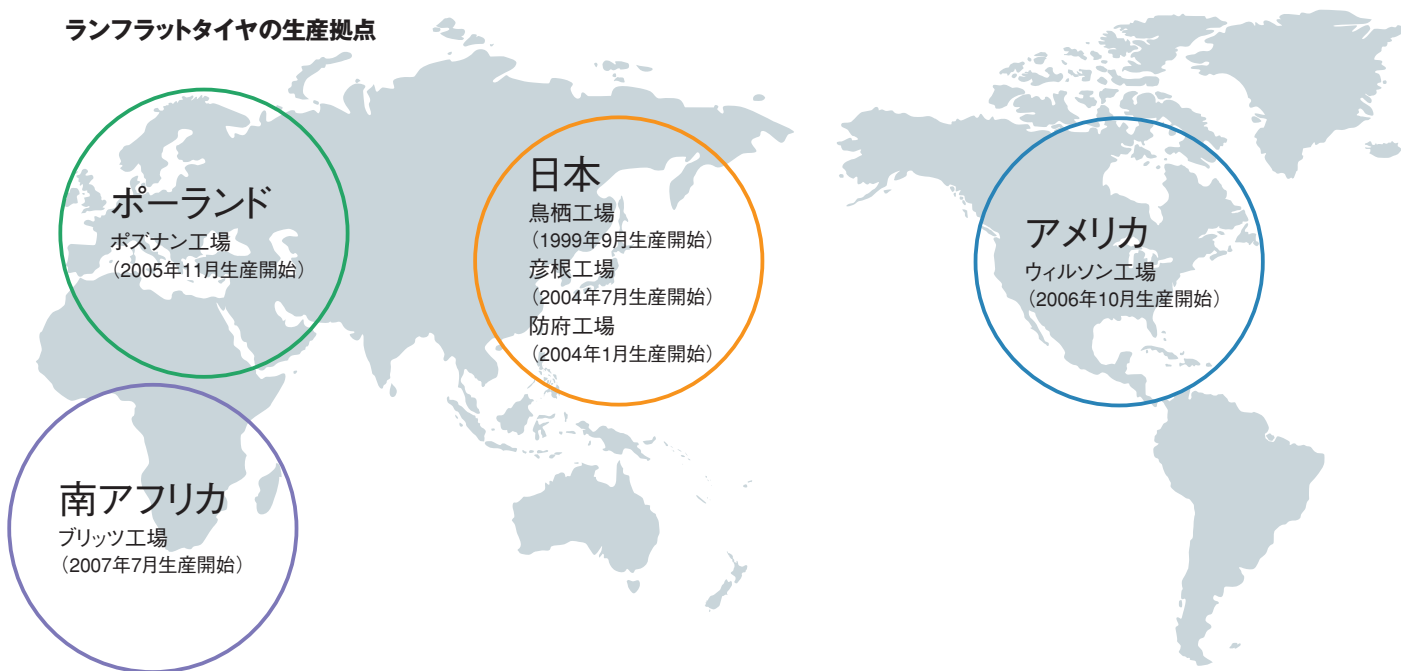 ランフラットタイヤの生産拠点
ポーランド
ポズナン工場
（2005年11月生産開始）
日本
鳥栖工場
（1999年9月生産開始）
彦根工場
（2004年7月生産開始）
防府工場
（2004年1月生産開始）
アメリカ
ウィルソン工場
（2006年10月生産開始）
南アフリカ
ブリッツ工場
（2007年7月生産開始）